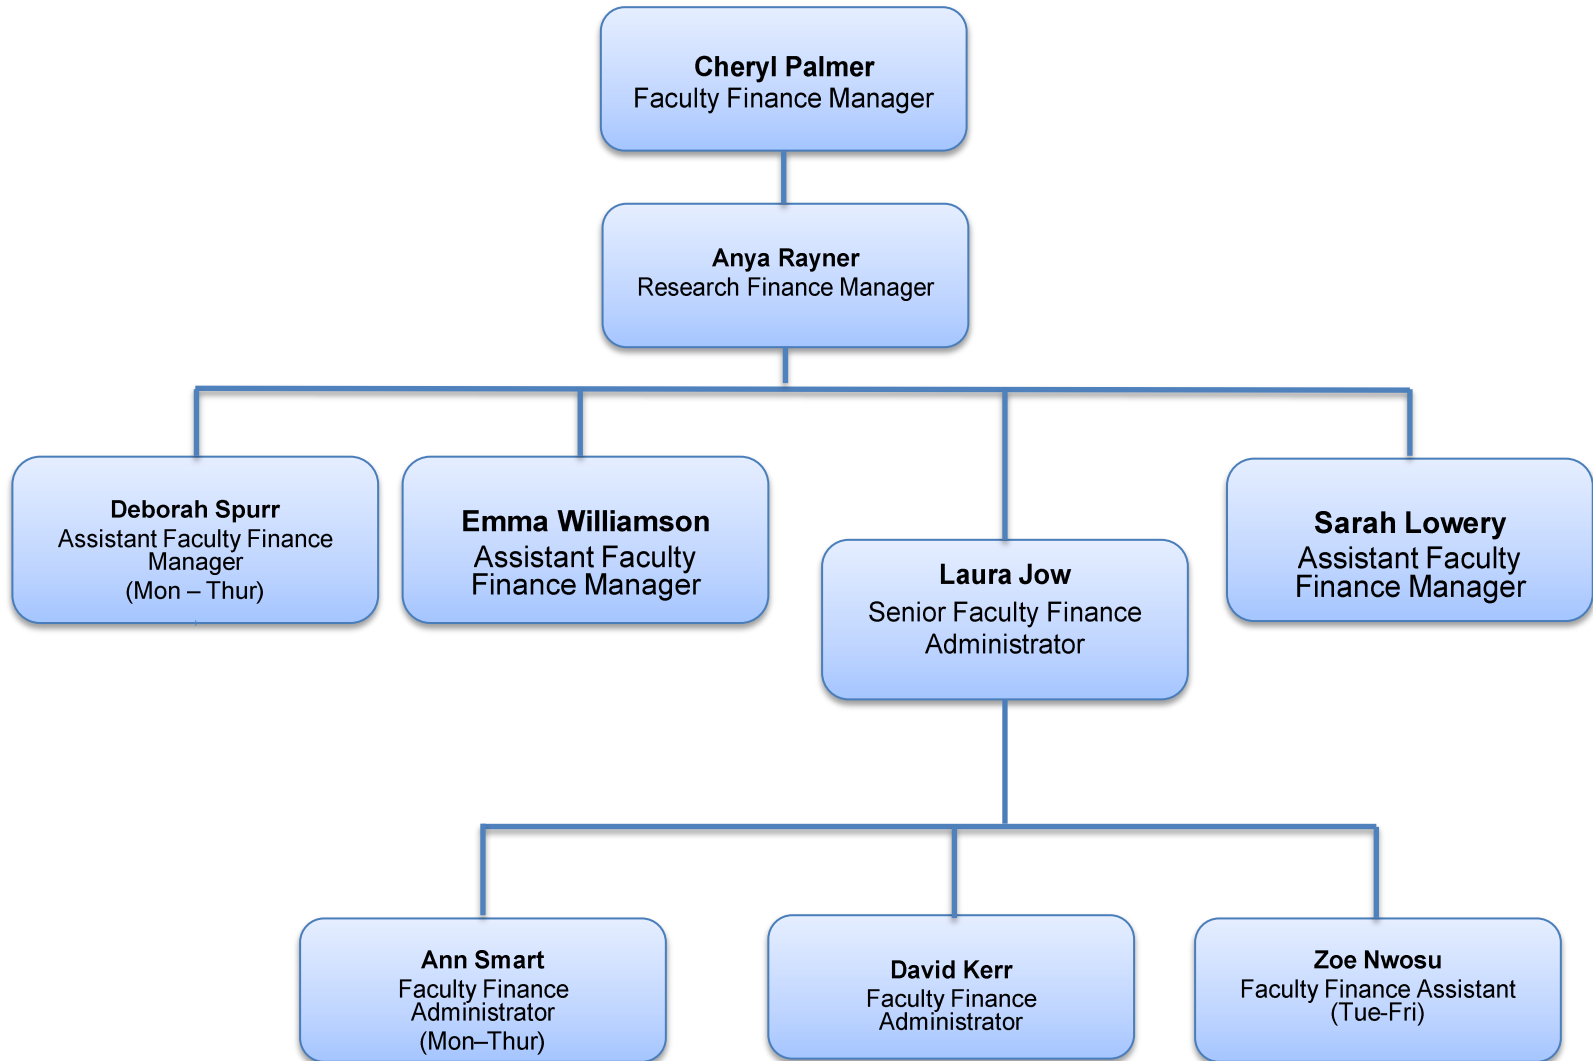 Cheryl Palmer
Faculty Finance Manager
Anya Rayner
Research Finance Manager
Deborah Spurr
Assistant Faculty Finance
Manager
(Mon – Thur)
Emma Williamson
Assistant Faculty
Finance Manager
Laura Jow
Senior Faculty Finance
Administrator
Sarah Lowery
Assistant Faculty
Finance Manager
Ann Smart
Faculty Finance
Administrator
(Mon–Thur)
David Kerr
Faculty Finance
Administrator
Zoe Nwosu
Faculty Finance Assistant
(Tue-Fri)